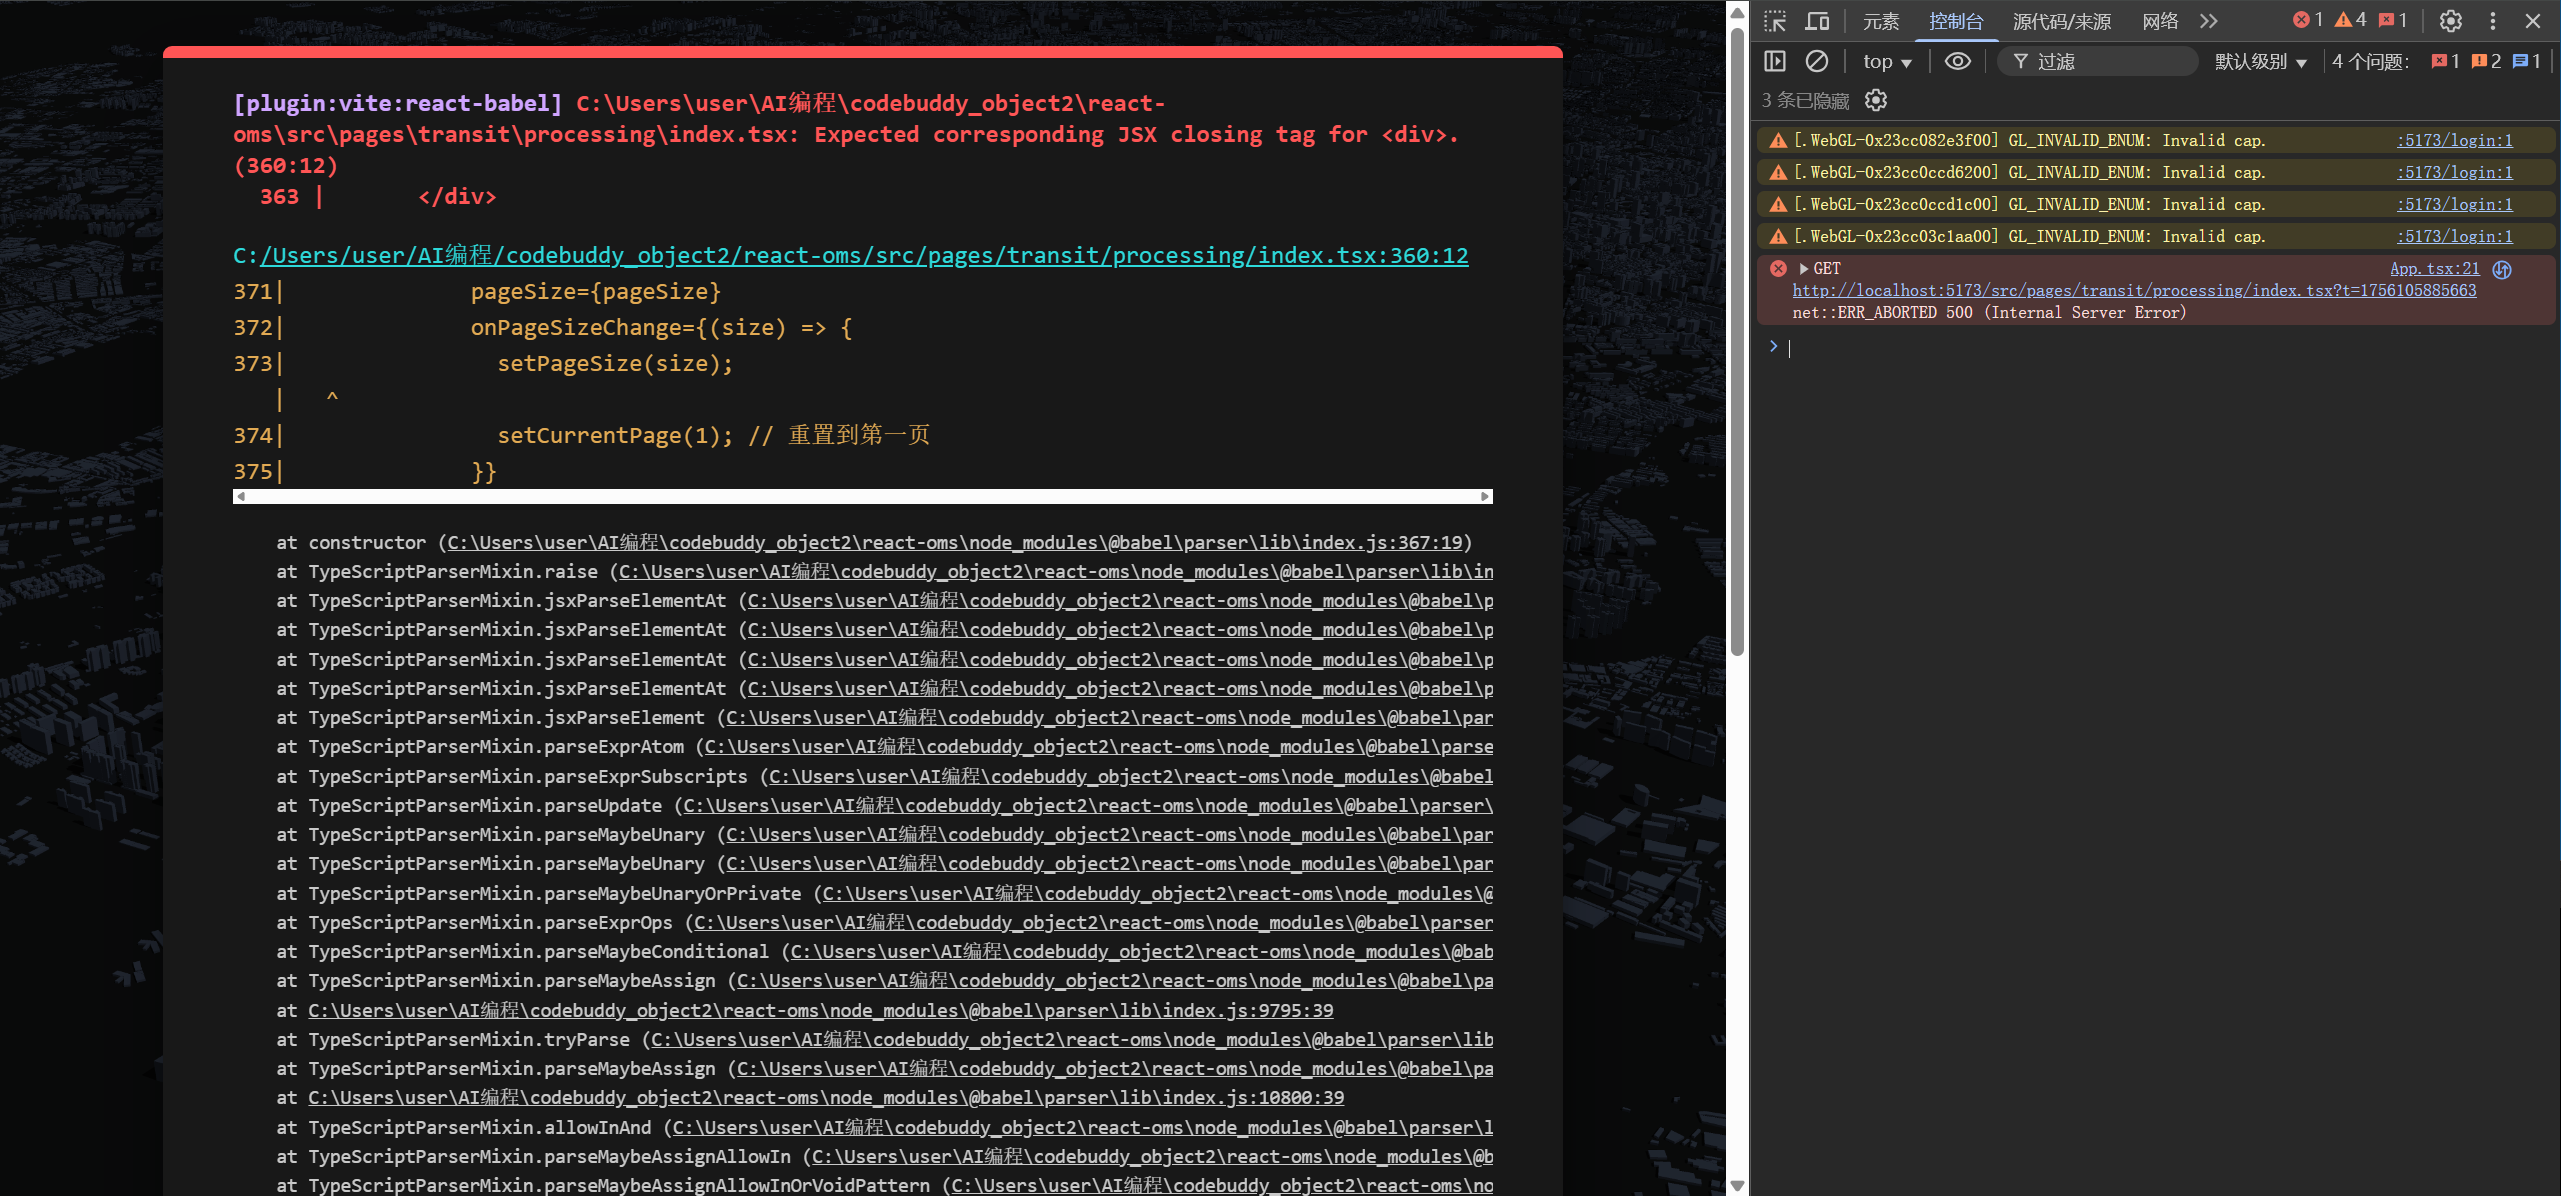 [plugin:vite:react-babel] C:\Users\user\AI编程\codebuddy_object2\react-
oms\src\pages\transit\processing\index.tsx: Expected corresponding JSX closing tag for <div>.
(360:12)
363 |       </div>
C:/Users/user/AI编程/codebuddy_object2/react-oms/src/pages/transit/processing/index.tsx:360:12
371|              pageSize={pageSize}
372|              onPageSizeChange={(size) => {
373|                setPageSize(size);
|   ^
374|                setCurrentPage(1); // 重置到第一页
375|              }}
at constructor (C:\Users\user\AI编程\codebuddy_object2\react-oms\node_modules\@babel\parser\lib\index.js:367:19)
at TypeScriptParserMixin.raise (C:\Users\user\AI编程\codebuddy_object2\react-oms\node_modules\@babel\parser\lib\in
at TypeScriptParserMixin.jsxParseElementAt (C:\Users\user\AI编程\codebuddy_object2\react-oms\node_modules\@babel\p
at TypeScriptParserMixin.jsxParseElementAt (C:\Users\user\AI编程\codebuddy_object2\react-oms\node_modules\@babel\p
at TypeScriptParserMixin.jsxParseElementAt (C:\Users\user\AI编程\codebuddy_object2\react-oms\node_modules\@babel\p
at TypeScriptParserMixin.jsxParseElementAt (C:\Users\user\AI编程\codebuddy_object2\react-oms\node_modules\@babel\p
at TypeScriptParserMixin.jsxParseElement (C:\Users\user\AI编程\codebuddy_object2\react-oms\node_modules\@babel\par
at TypeScriptParserMixin.parseExprAtom (C:\Users\user\AI编程\codebuddy_object2\react-oms\node_modules\@babel\parse
at TypeScriptParserMixin.parseExprSubscripts (C:\Users\user\AI编程\codebuddy_object2\react-oms\node_modules\@babel
at TypeScriptParserMixin.parseUpdate (C:\Users\user\AI编程\codebuddy_object2\react-oms\node_modules\@babel\parser\
at TypeScriptParserMixin.parseMaybeUnary (C:\Users\user\AI编程\codebuddy_object2\react-oms\node_modules\@babel\par
at TypeScriptParserMixin.parseMaybeUnary (C:\Users\user\AI编程\codebuddy_object2\react-oms\node_modules\@babel\par
at TypeScriptParserMixin.parseMaybeUnaryOrPrivate (C:\Users\user\AI编程\codebuddy_object2\react-oms\node_modules\@
at TypeScriptParserMixin.parseExprOps (C:\Users\user\AI编程\codebuddy_object2\react-oms\node_modules\@babel\parser
at TypeScriptParserMixin.parseMaybeConditional (C:\Users\user\AI编程\codebuddy_object2\react-oms\node_modules\@bab
at TypeScriptParserMixin.parseMaybeAssign (C:\Users\user\AI编程\codebuddy_object2\react-oms\node_modules\@babel\pa
at C:\Users\user\AI编程\codebuddy_object2\react-oms\node_modules\@babel\parser\lib\index.js:9795:39
at TypeScriptParserMixin.tryParse (C:\Users\user\AI编程\codebuddy_object2\react-oms\node_modules\@babel\parser\lib
at TypeScriptParserMixin.parseMaybeAssign (C:\Users\user\AI编程\codebuddy_object2\react-oms\node_modules\@babel\pa
at C:\Users\user\AI编程\codebuddy_object2\react-oms\node_modules\@babel\parser\lib\index.js:10800:39
at TypeScriptParserMixin.allowInAnd (C:\Users\user\AI编程\codebuddy_object2\react-oms\node_modules\@babel\parser\l
at TypeScriptParserMixin.parseMaybeAssignAllowIn (C:\Users\user\AI编程\codebuddy_object2\react-oms\node_modules\@b
at TypeScriptParserMixin.parseMaybeAssignAllowInOrVoidPattern (C:\Users\user\AI编程\codebuddy_object2\react-oms\no
元素 控制台 源代码/来源 网络 1 4 1
top 过滤 默认级别 4 个问题: 1 2 1
3 条已隐藏
[.WebGL-0x23cc082e3f00] GL_INVALID_ENUM: Invalid cap. :5173/login:1
[.WebGL-0x23cc0ccd6200] GL_INVALID_ENUM: Invalid cap. :5173/login:1
[.WebGL-0x23cc0ccd1c00] GL_INVALID_ENUM: Invalid cap. :5173/login:1
[.WebGL-0x23cc03c1aa00] GL_INVALID_ENUM: Invalid cap. :5173/login:1
GET App.tsx:21
http://localhost:5173/src/pages/transit/processing/index.tsx?t=1756105885663
net::ERR_ABORTED 500 (Internal Server Error)